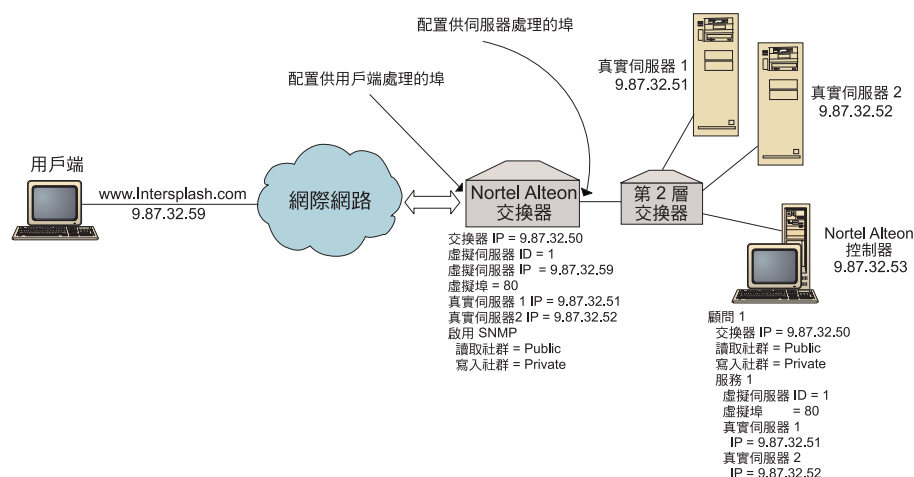 配置供伺服器處理的埠
配置供用戶端處理的埠
真實伺服器 1
9.87.32.51
真實伺服器 2
9.87.32.52
用戶端
www.Intersplash.com
9.87.32.59
網際網路
Nortel Alteon
交換器
第 2 層
交換器
交換器 IP = 9.87.32.50
虛擬伺服器 ID = 1
虛擬伺服器 IP = 9.87.32.59
虛擬埠 = 80
真實伺服器 1 IP = 9.87.32.51
真實伺服器2 IP = 9.87.32.52
啟用 SNMP
讀取社群 = Public
寫入社群 = Private
Nortel Alteon
控制器
9.87.32.53
顧問 1
交換器 IP = 9.87.32.50
讀取社群 = Public
寫入社群 = Private
服務 1
虛擬伺服器 ID = 1
虛擬埠 = 80
真實伺服器 1
IP = 9.87.32.51
真實伺服器 2
IP = 9.87.32.52